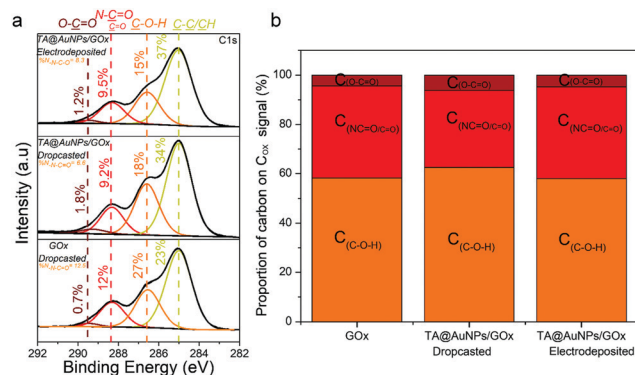 a
O-C=O
N-C=O
/C=O
C-O-H
C-C/CH
TA@AuNPs/GOx
Electrodeposited
C1s
1.2%
9.5%
15%
37%
TA@AuNPs/GOx
Dropcasted
1.8%
9.2%
18%
34%
GOx
Dropcasted
0.7%
12%
27%
23%
Intensity (a.u)
292 290 288 286 284 282
Binding Energy (eV)
b
Proportion of carbon on COX signal (%)
100
80
60
40
20
0
C(O-C=O)
C(O-C=O)
C(O-C=O)
C(NC=O/C=O)
C(NC=O/C=O)
C(NC=O/C=O)
C(C-O-H)
C(C-O-H)
C(C-O-H)
GOx
TA@AuNPs/GOx
Dropcasted
TA@AuNPs/GOx
Electrodeposited